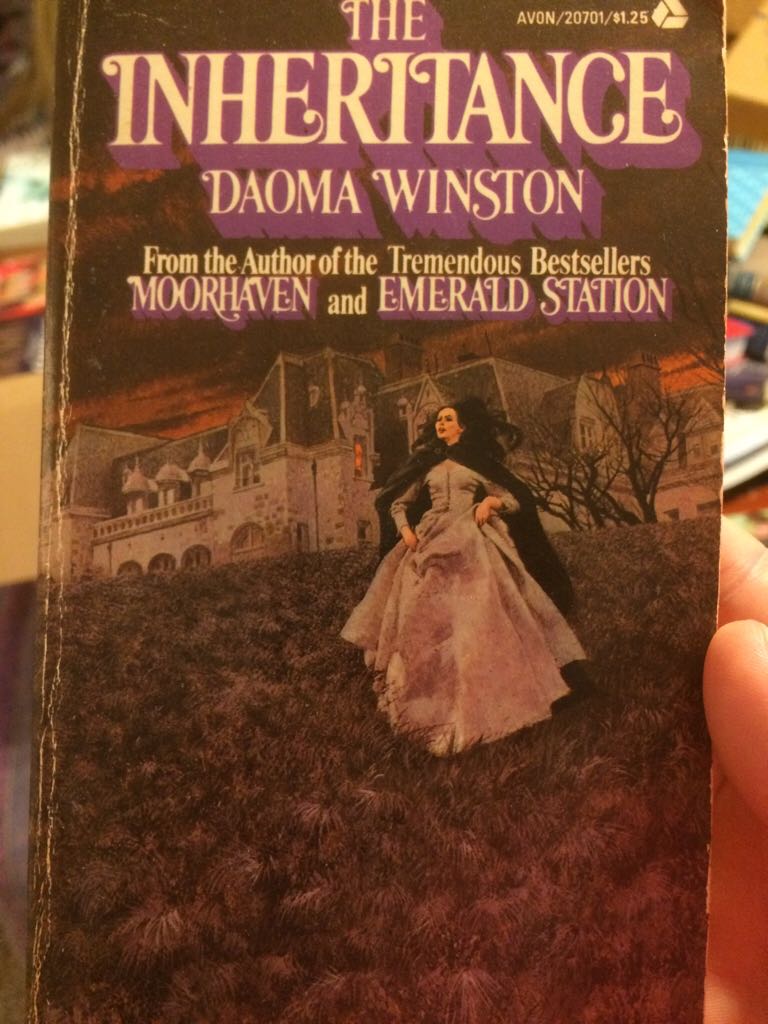 AVON/20701/$1.25
THE
INHERITANCE
DAOMA WINSTON
From the Author of the Tremendous Bestsellers
MOORHAVEN and EMERALD STATION